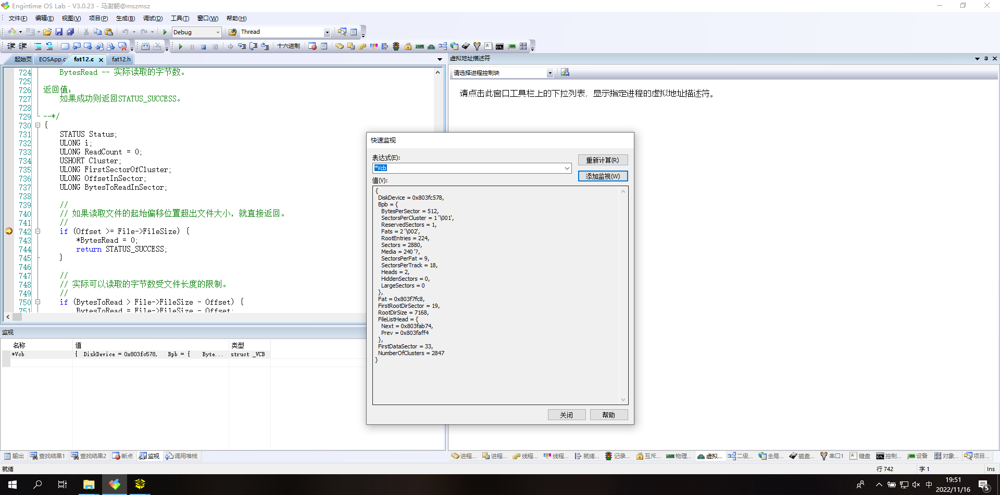 Engintime OS Lab - V3.0.23 - 马澍朝@mszmsz
文件(F) 编辑(E) 视图(V) 项目(P) 生成(B) 调试(D) 工具(T) 窗口(W) 帮助(H)
Debug Thread
十六进制
起始页 EOSApp.c fat12.c fat12.h
724 BytesRead -- 实际读取的字节数。
725
726 返回值:
727 如果成功则返回STATUS_SUCCESS。
728
729 --*/
730 {
731 STATUS Status;
732 ULONG i;
733 ULONG ReadCount = 0;
734 USHORT Cluster;
735 ULONG FirstSectorOfCluster;
736 ULONG OffsetInSector;
737 ULONG BytesToReadInSector;
738
739 //
740 // 如果读取文件的起始偏移位置超出文件大小，就直接返回。
741 //
742 if (Offset >= File->FileSize) {
743 *BytesRead = 0;
744 return STATUS_SUCCESS;
745 }
746
747 //
748 // 实际可以读取的字节数受文件长度的限制。
749 //
750 if (BytesToRead > File->FileSize - Offset) {
751 BytesToRead = File->FileSize - Offset;
监视
名称 值 类型
*Vcb { DiskDevice = 0x803fc578, Bpb = { Byte... struct _VCB
输出 查找结果1 查找结果2 断点 监视 调用堆栈
虚拟地址描述符
请选择进程控制块
请点击此窗口工具栏上的下拉列表，显示指定进程的虚拟地址描述符。
快速监视
表达式(E):
*Vcb
重新计算(R)
添加监视(W)
值(V):
{
DiskDevice = 0x803fc578,
Bpb = {
BytesPerSector = 512,
SectorsPerCluster = 1 '\001',
ReservedSectors = 1,
Fats = 2 '\002',
RootEntries = 224,
Sectors = 2880,
Media = 240 '?,
SectorsPerFat = 9,
SectorsPerTrack = 18,
Heads = 2,
HiddenSectors = 0,
LargeSectors = 0
},
Fat = 0x803f7fc8,
FirstRootDirSector = 19,
RootDirSize = 7168,
FileListHead = {
Next = 0x803fab74,
Prev = 0x803faff4
},
FirstDataSector = 33,
NumberOfClusters = 2847
}
关闭 帮助
进程... 进程... 线程... 线程... 就绪... 记录... 互斥... 物理... 虚拟... 二级... 全局... 磁盘... 串口1 键盘 控制... 设备 对象... 项目...
就绪 行 742 字 1 Ins
中 19:51
2022/11/16 5